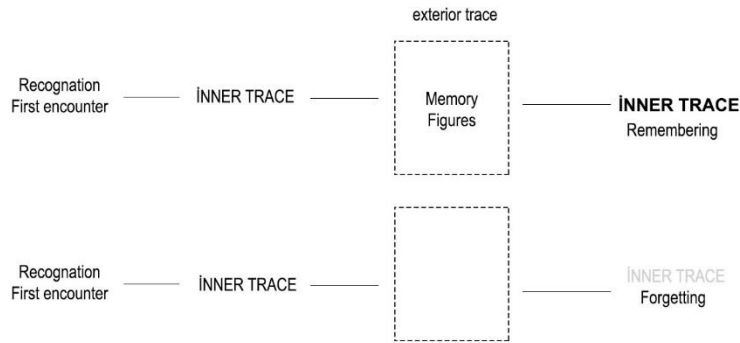 exterior trace
Recognation
First encounter
İNNER TRACE
Memory
Figures
İNNER TRACE
Remembering
Recognation
First encounter
İNNER TRACE
İNNER TRACE
Forgetting